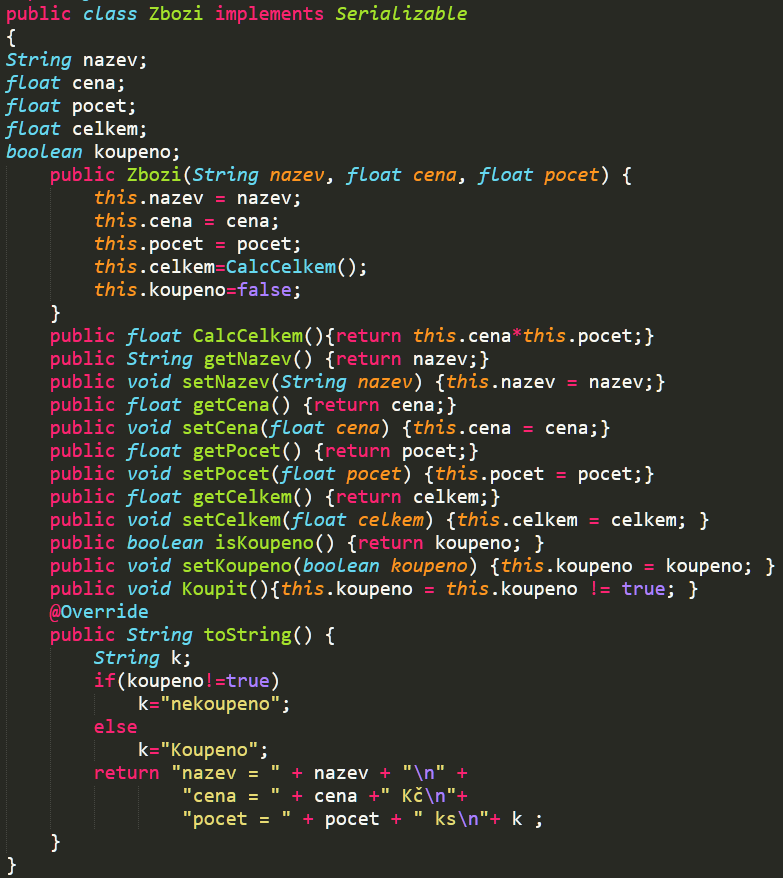 public class Zbozi implements Serializable
{
String nazev;
float cena;
float pocet;
float celkem;
boolean koupeno;
    public Zbozi(String nazev, float cena, float pocet) {
        this.nazev = nazev;
        this.cena = cena;
        this.pocet = pocet;
        this.celkem=CalcCelkem();
        this.koupeno=false;
    }
    public float CalcCelkem(){return this.cena*this.pocet;}
    public String getNazev() {return nazev;}
    public void setNazev(String nazev) {this.nazev = nazev;}
    public float getCena() {return cena;}
    public void setCena(float cena) {this.cena = cena;}
    public float getPocet() {return pocet;}
    public void setPocet(float pocet) {this.pocet = pocet;}
    public float getCelkem() {return celkem;}
    public void setCelkem(float celkem) {this.celkem = celkem; }
    public boolean isKoupeno() {return koupeno; }
    public void setKoupeno(boolean koupeno) {this.koupeno = koupeno; }
    public void Koupit(){this.koupeno = this.koupeno != true; }
    @Override
    public String toString() {
        String k;
        if(koupeno!=true)
            k="nekoupeno";
        else
            k="Koupeno";
        return "nazev = " + nazev + "\n" +
                "cena = " + cena +" Kč\n"+
                "pocet = " + pocet + " ks\n"+ k ;
    }
}